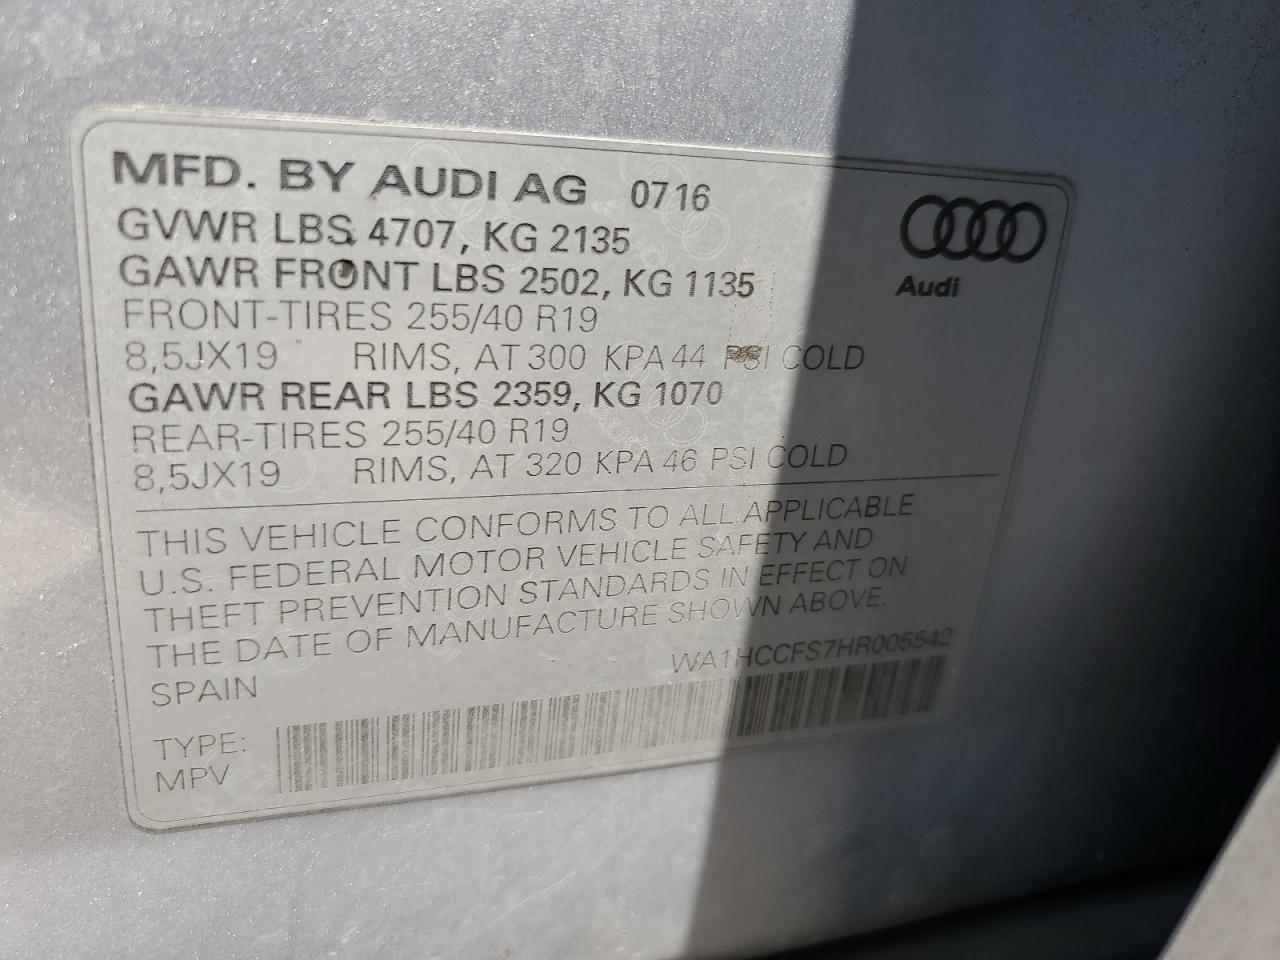 MFD. BY AUDI AG 0716
GVWR LBS 4707, KG 2135
GAWR FRONT LBS 2502, KG 1135
FRONT-TIRES 255/40 R19
8,5JX19 RIMS, AT 300 KPA 44 PSI COLD
GAWR REAR LBS 2359, KG 1070
REAR-TIRES 255/40 R19
8,5JX19 RIMS, AT 320 KPA 46 PSI COLD
Audi
THIS VEHICLE CONFORMS TO ALL APPLICABLE
U.S. FEDERAL MOTOR VEHICLE SAFETY AND
THEFT PREVENTION STANDARDS IN EFFECT ON
THE DATE OF MANUFACTURE SHOWN ABOVE.
SPAIN WA1HCCFS7HR005542
TYPE:
MPV